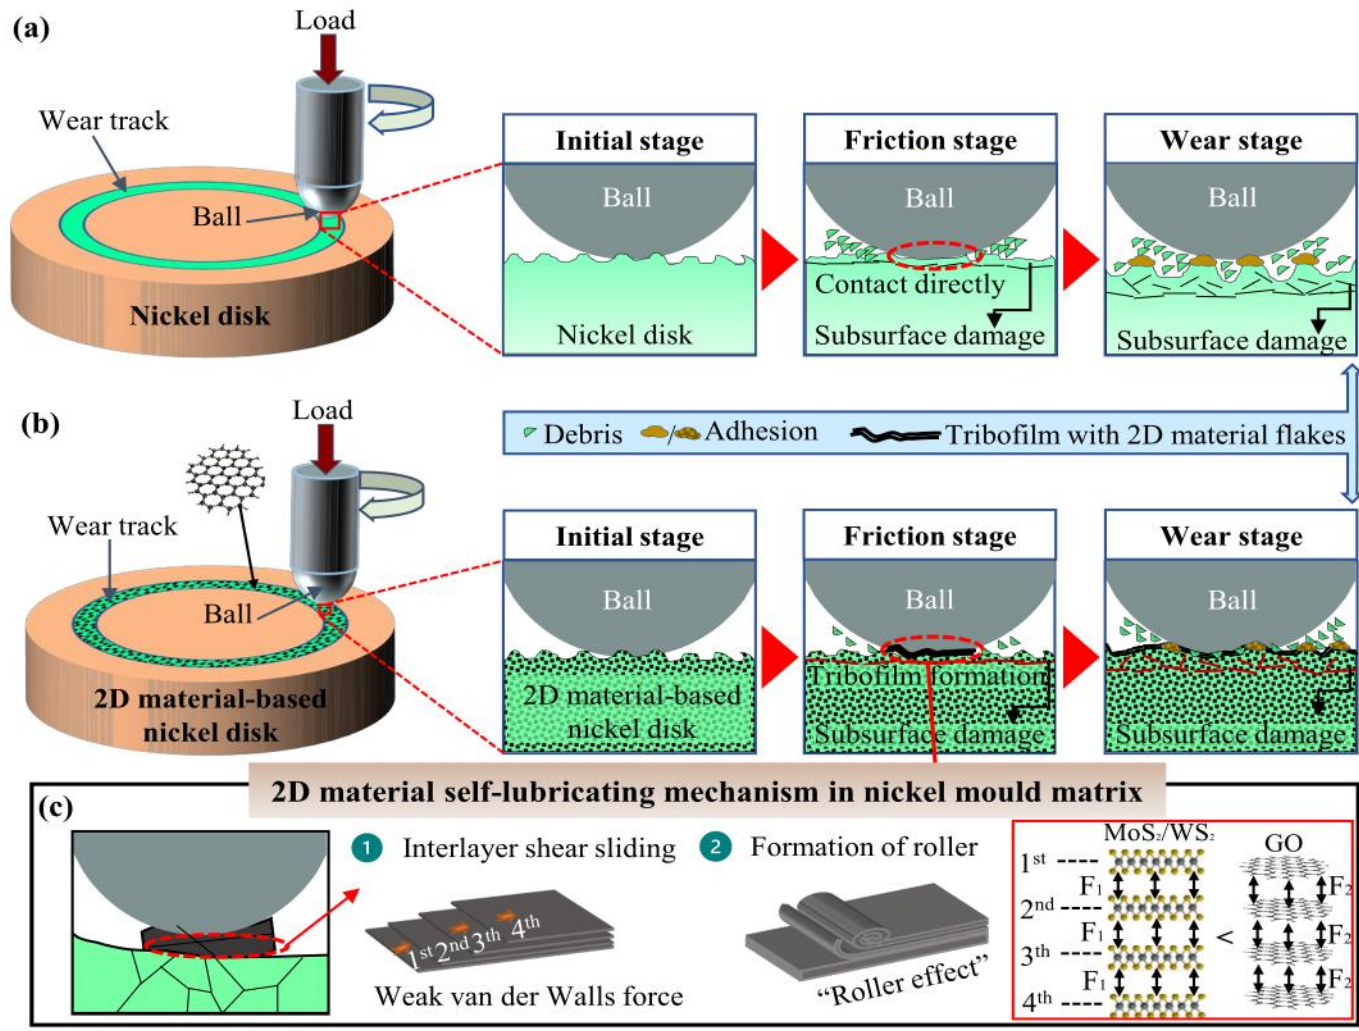 (a)
Load
Wear track
Ball
Nickel disk
Initial stage
Ball
Nickel disk
Friction stage
Ball
Contact directly
Subsurface damage
Wear stage
Ball
Subsurface damage
Debris / Adhesion Tribofilm with 2D material flakes
(b)
Load
Wear track
Ball
2D material-based
nickel disk
Initial stage
Ball
2D material-based
nickel disk
Friction stage
Ball
Tribofilm formation
Subsurface damage
Wear stage
Ball
Subsurface damage
2D material self-lubricating mechanism in nickel mould matrix
(c)
1 Interlayer shear sliding
1st 2nd 3th 4th
Weak van der Walls force
2 Formation of roller
“Roller effect”
MoS₂/WS₂
GO
1st
F₁
F₂
2nd
F₁
<
F₂
3th
F₁
F₂
4th